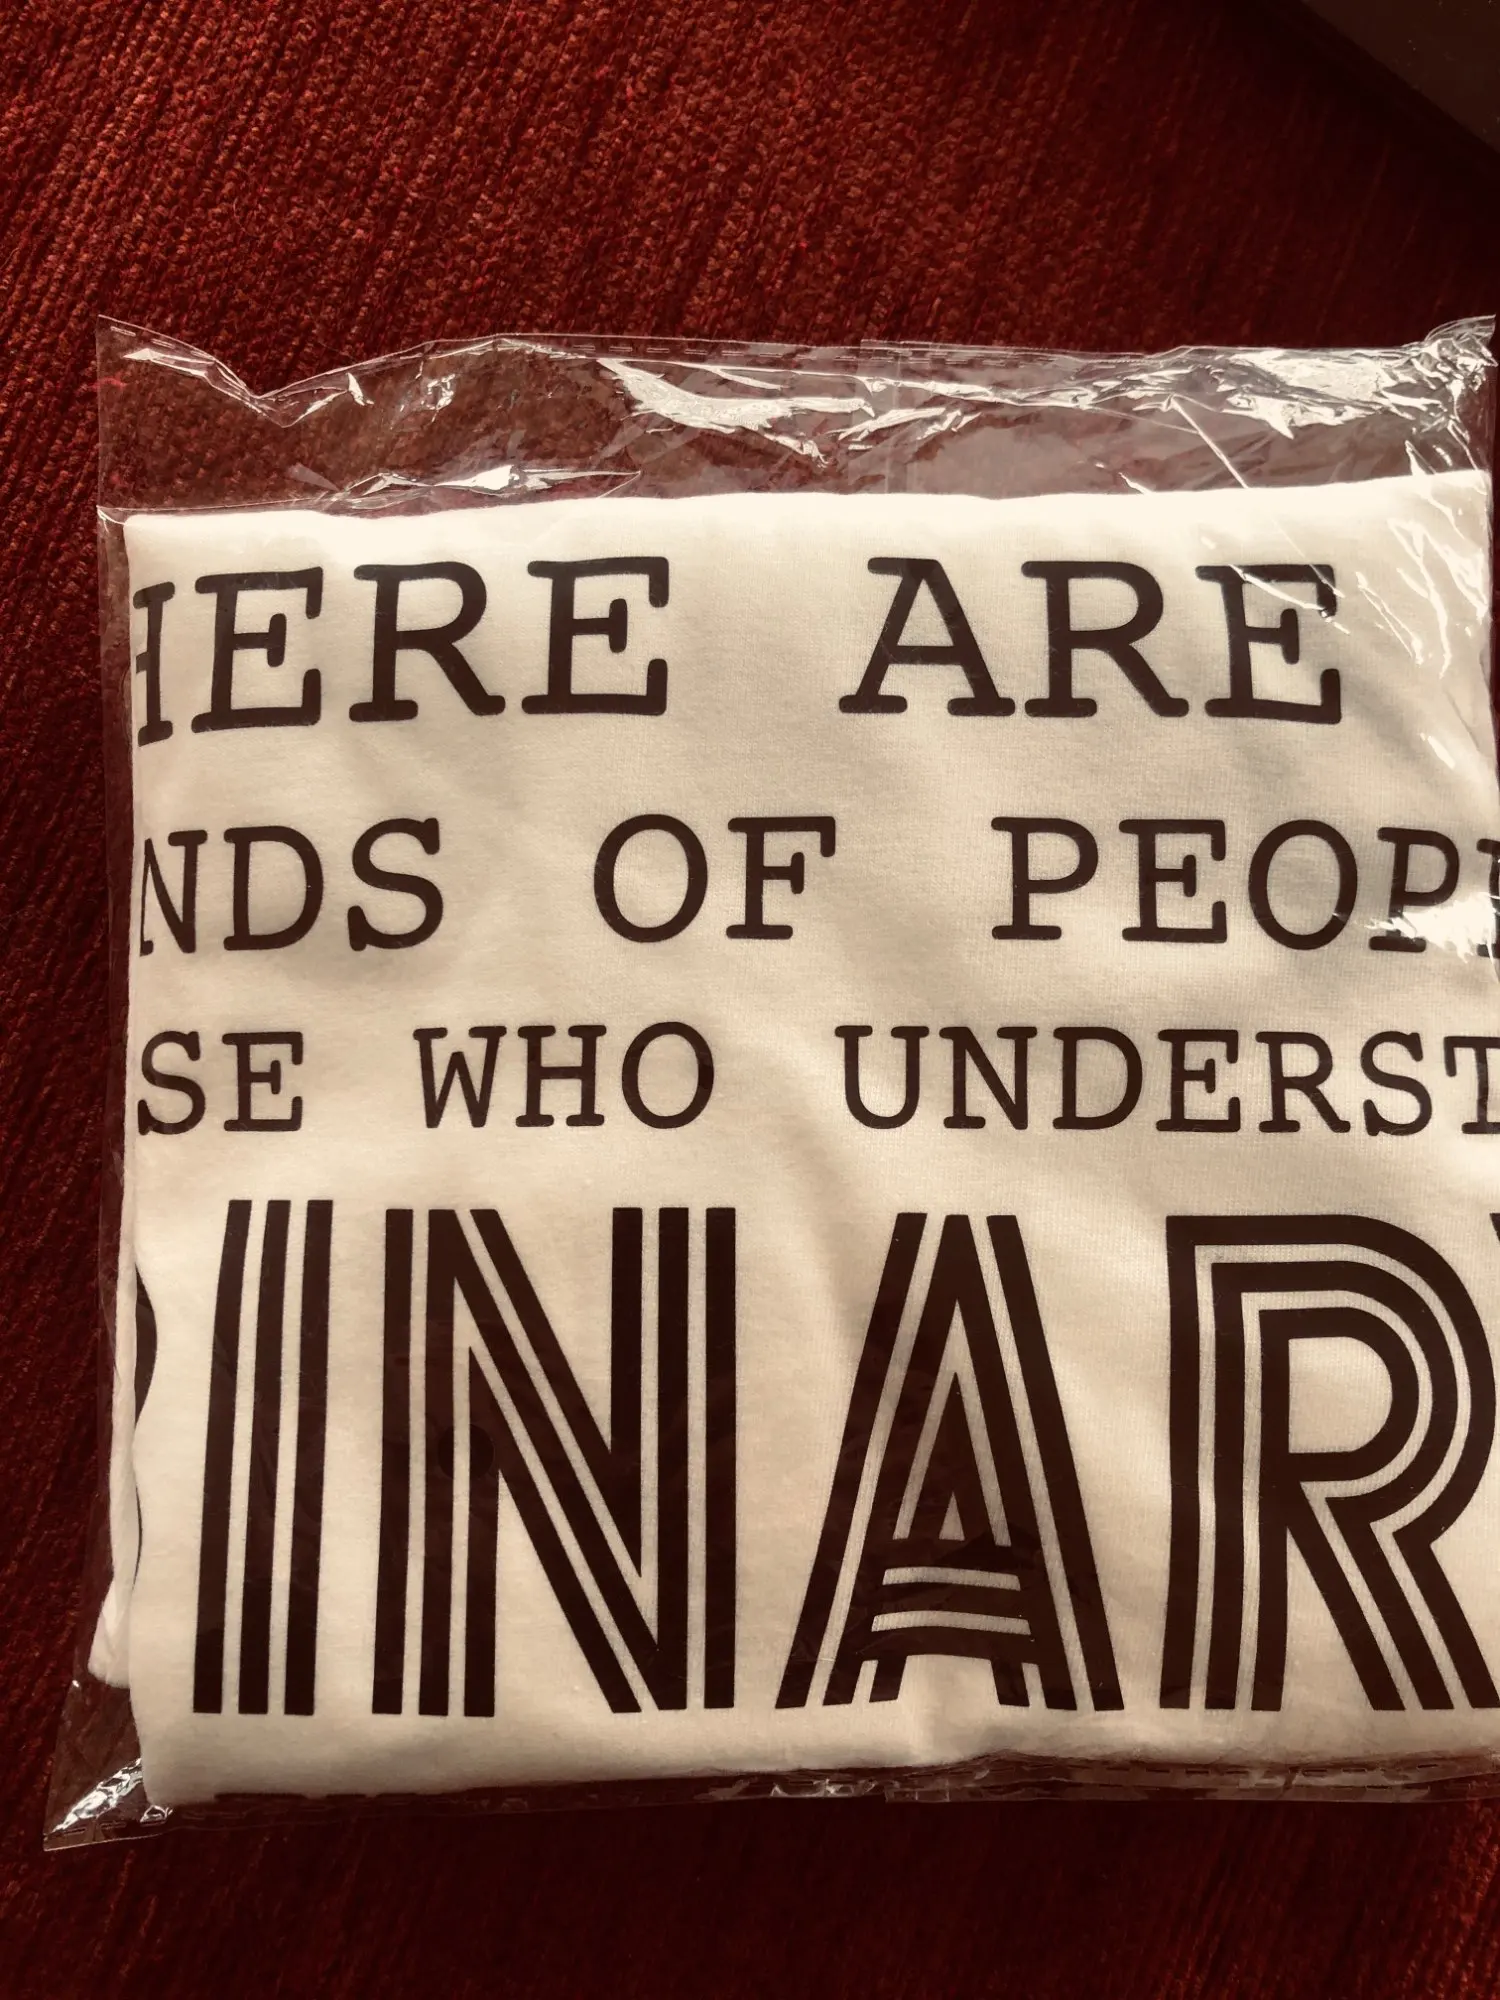 HERE ARE
NDS OF PEOP
SE WHO UNDERST
INAR